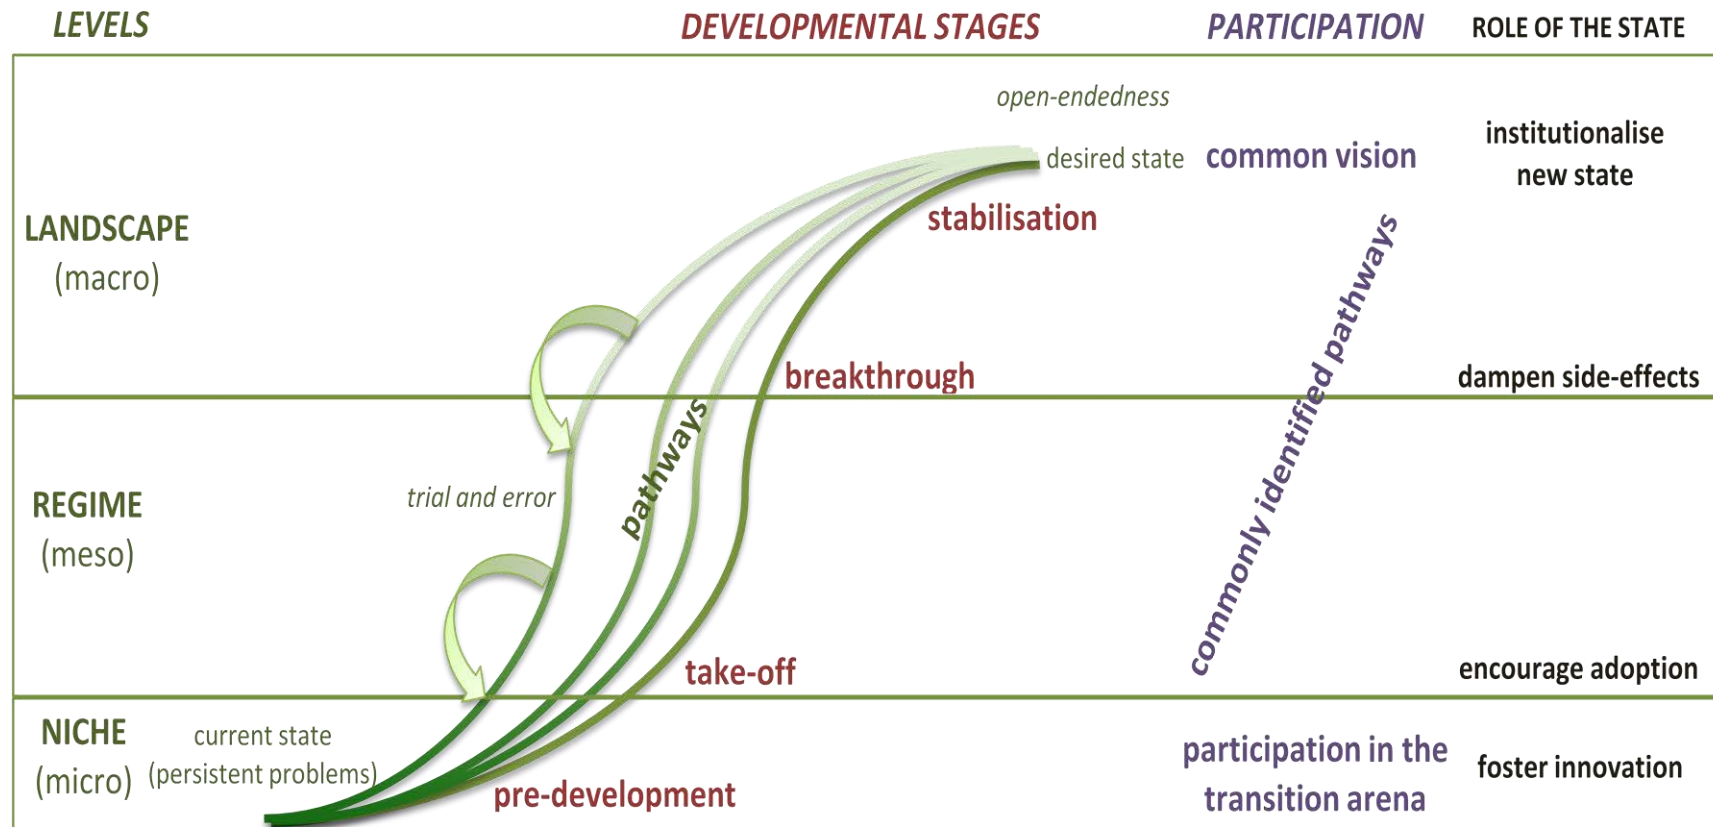 LEVELS
DEVELOPMENTAL STAGES
PARTICIPATION
ROLE OF THE STATE
open-endedness
desired state
common vision
institutionalise
new state
stabilisation
LANDSCAPE
(macro)
breakthrough
dampen side-effects
commonly identified pathways
pathways
trial and error
REGIME
(meso)
take-off
encourage adoption
NICHE
(micro)
current state
(persistent problems)
pre-development
participation in the
transition arena
foster innovation